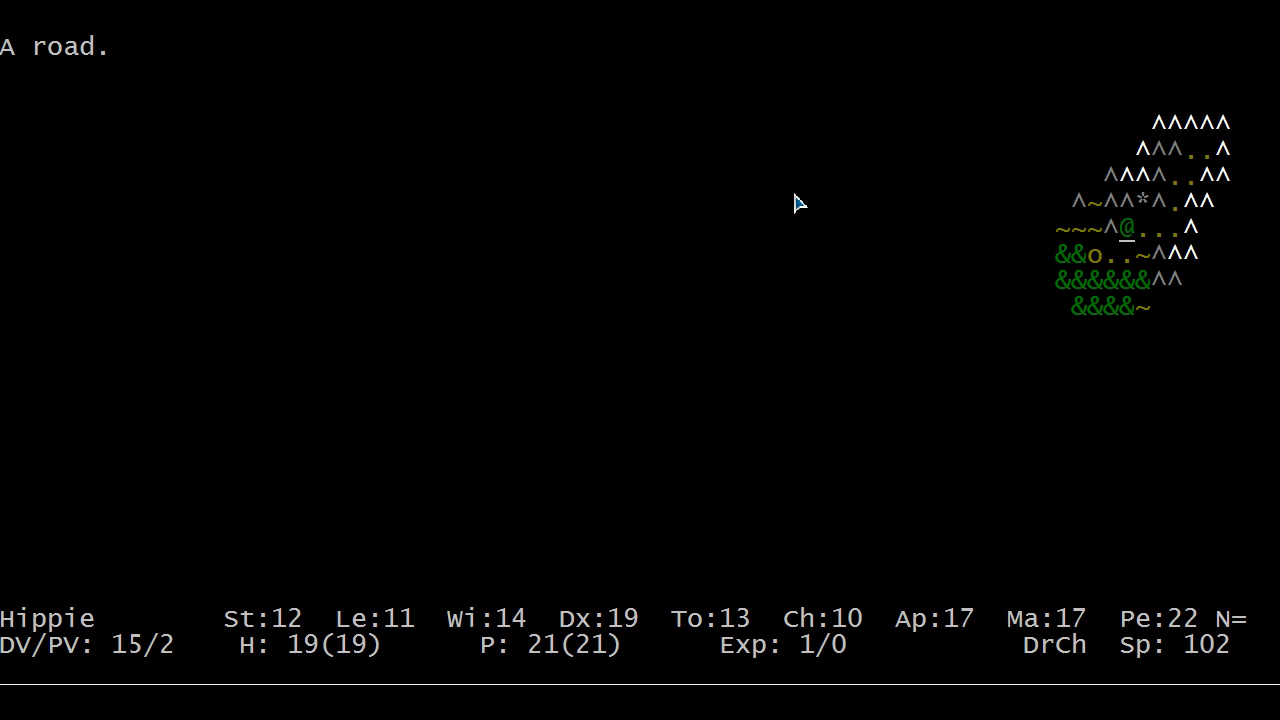 A road.
^^^^^
^^^..^
^^^^..^^
^~^^*^.^^
~~~^@...^
&&o..~^^^
&&&&&&^^
&&&&~
Hippie St:12 Le:11 Wi:14 Dx:19 To:13 Ch:10 Ap:17 Ma:17 Pe:22 N=
DV/PV: 15/2 H: 19(19) P: 21(21) Exp: 1/0 DrCh Sp: 102